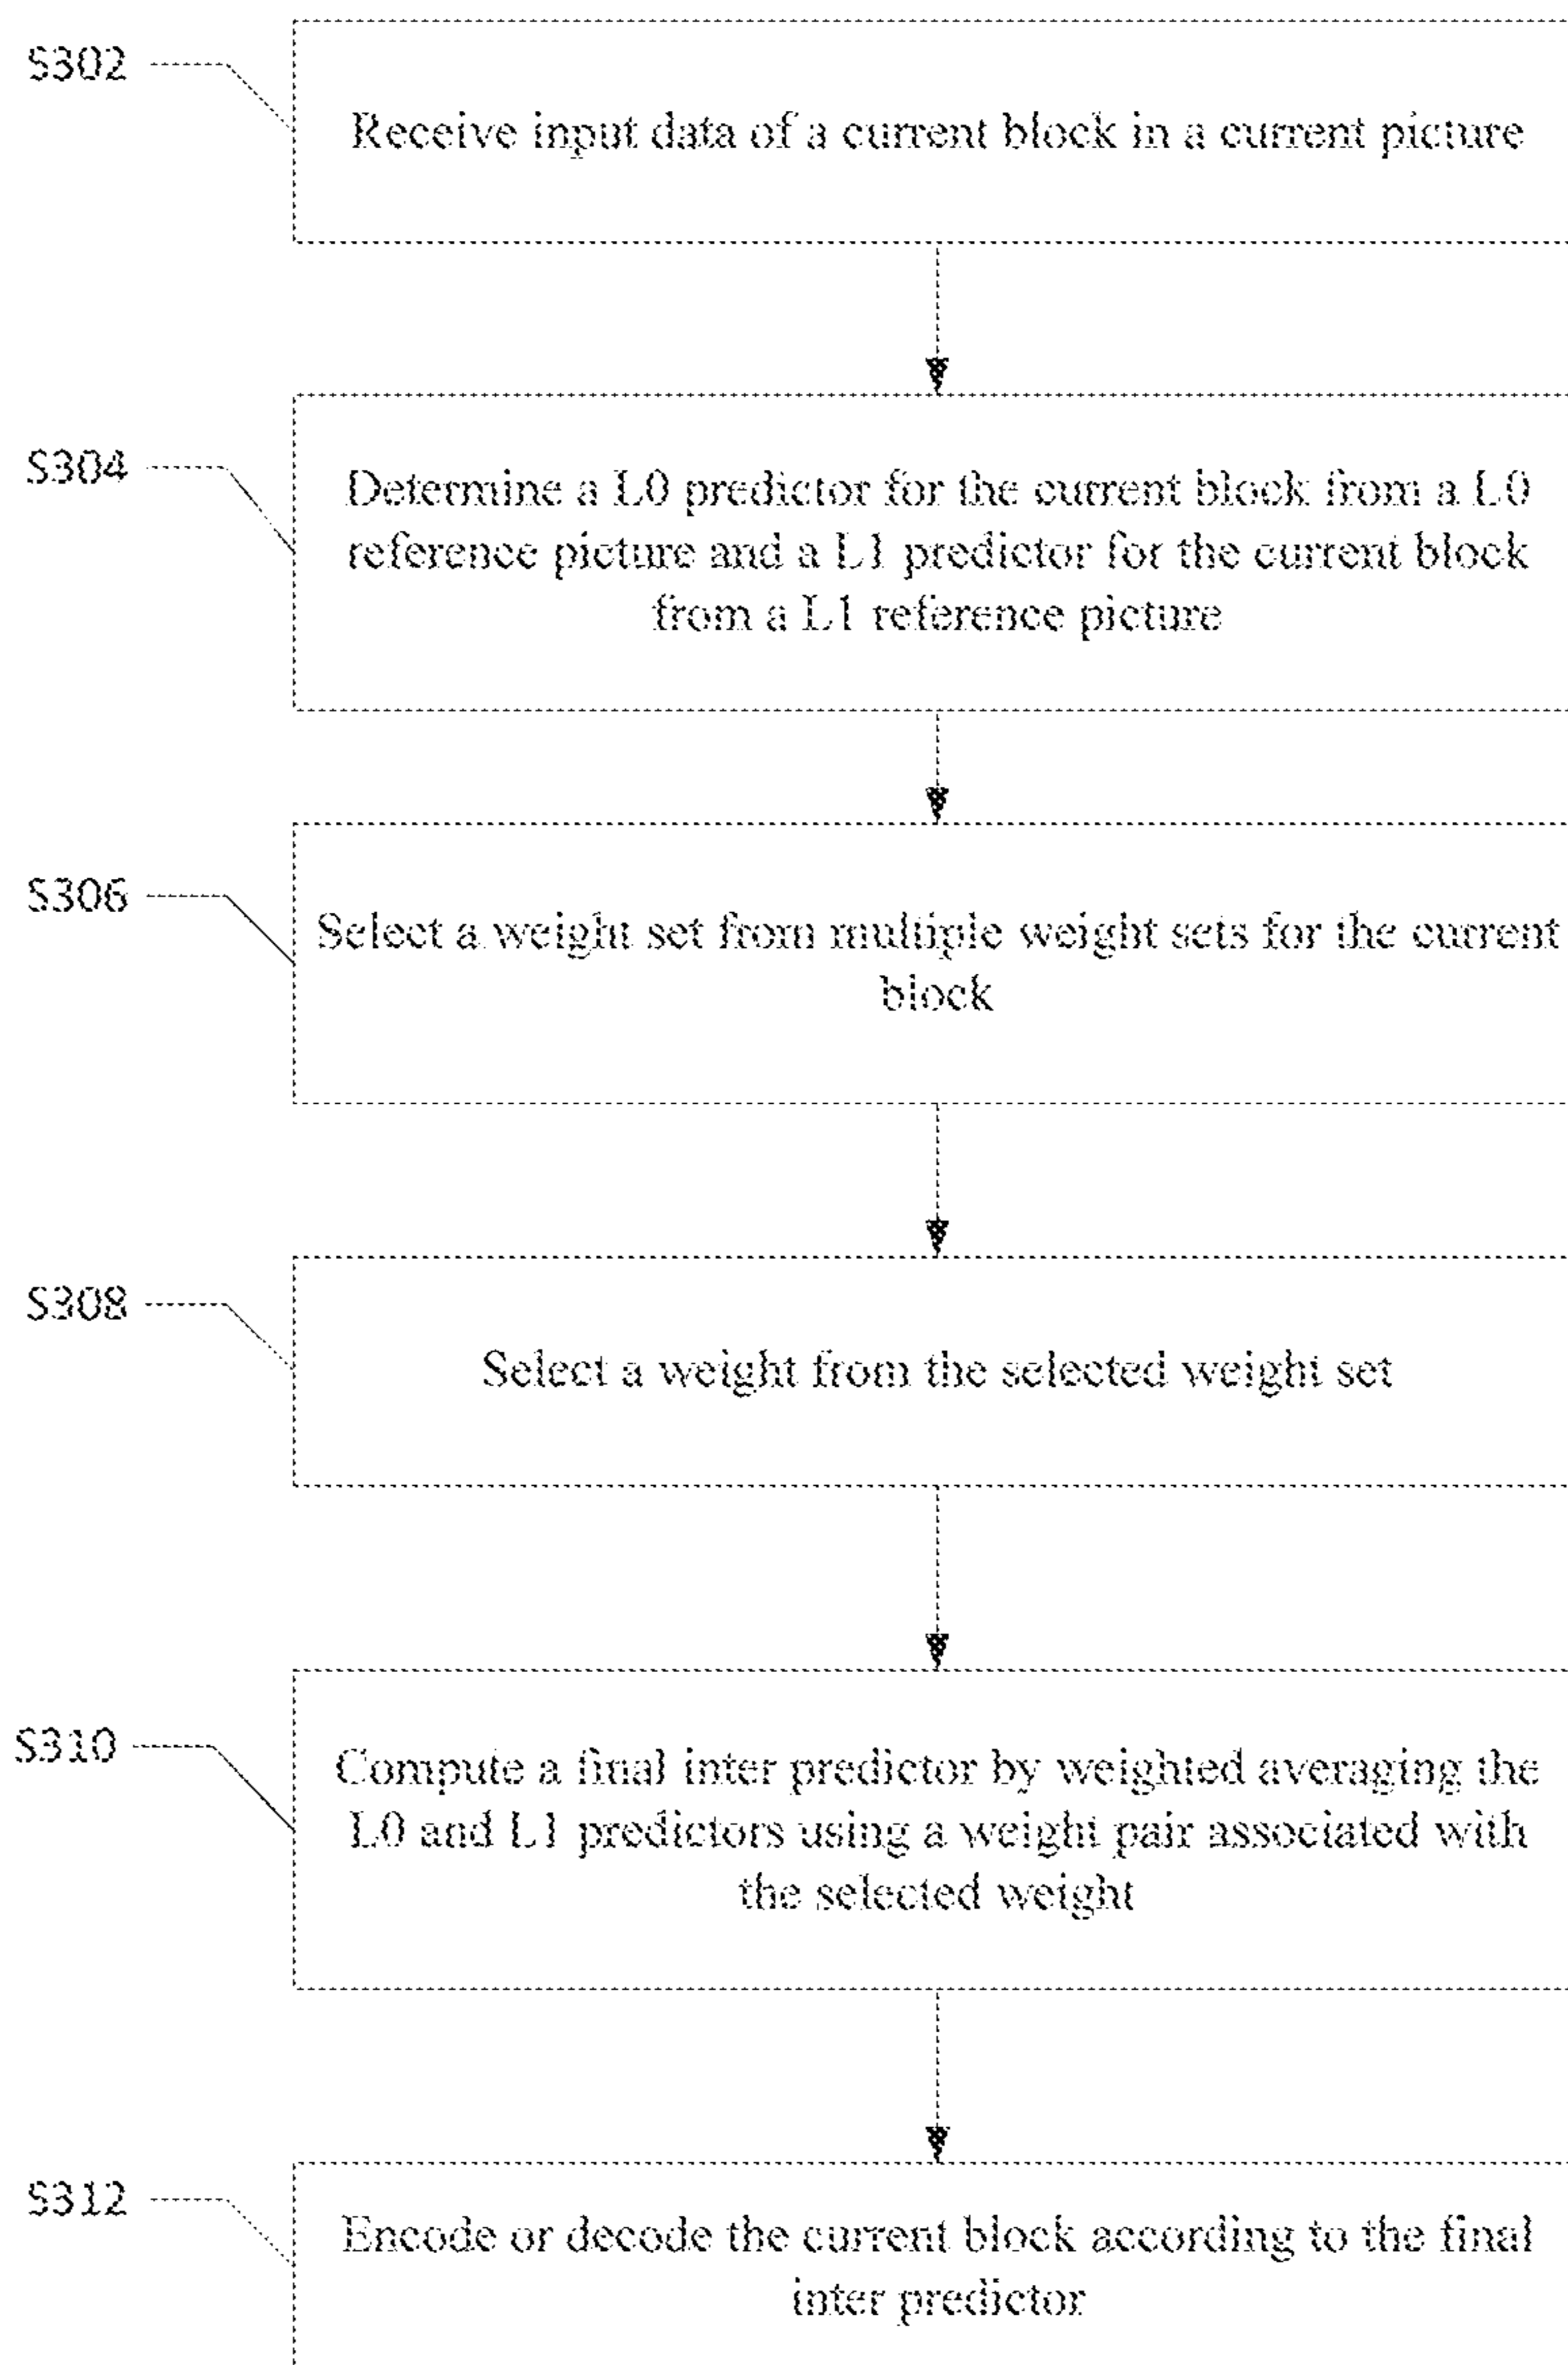 S302
Receive input data of a current block in a current picture
S304
Determine a L0 predictor for the current block from a L0
reference picture and a L1 predictor for the current block
from a L1 reference picture
S306
Select a weight set from multiple weight sets for the current
block
S308
Select a weight from the selected weight set
S310
Compute a final inter predictor by weighted averaging the
L0 and L1 predictors using a weight pair associated with
the selected weight
S312
Encode or decode the current block according to the final
inter predictor